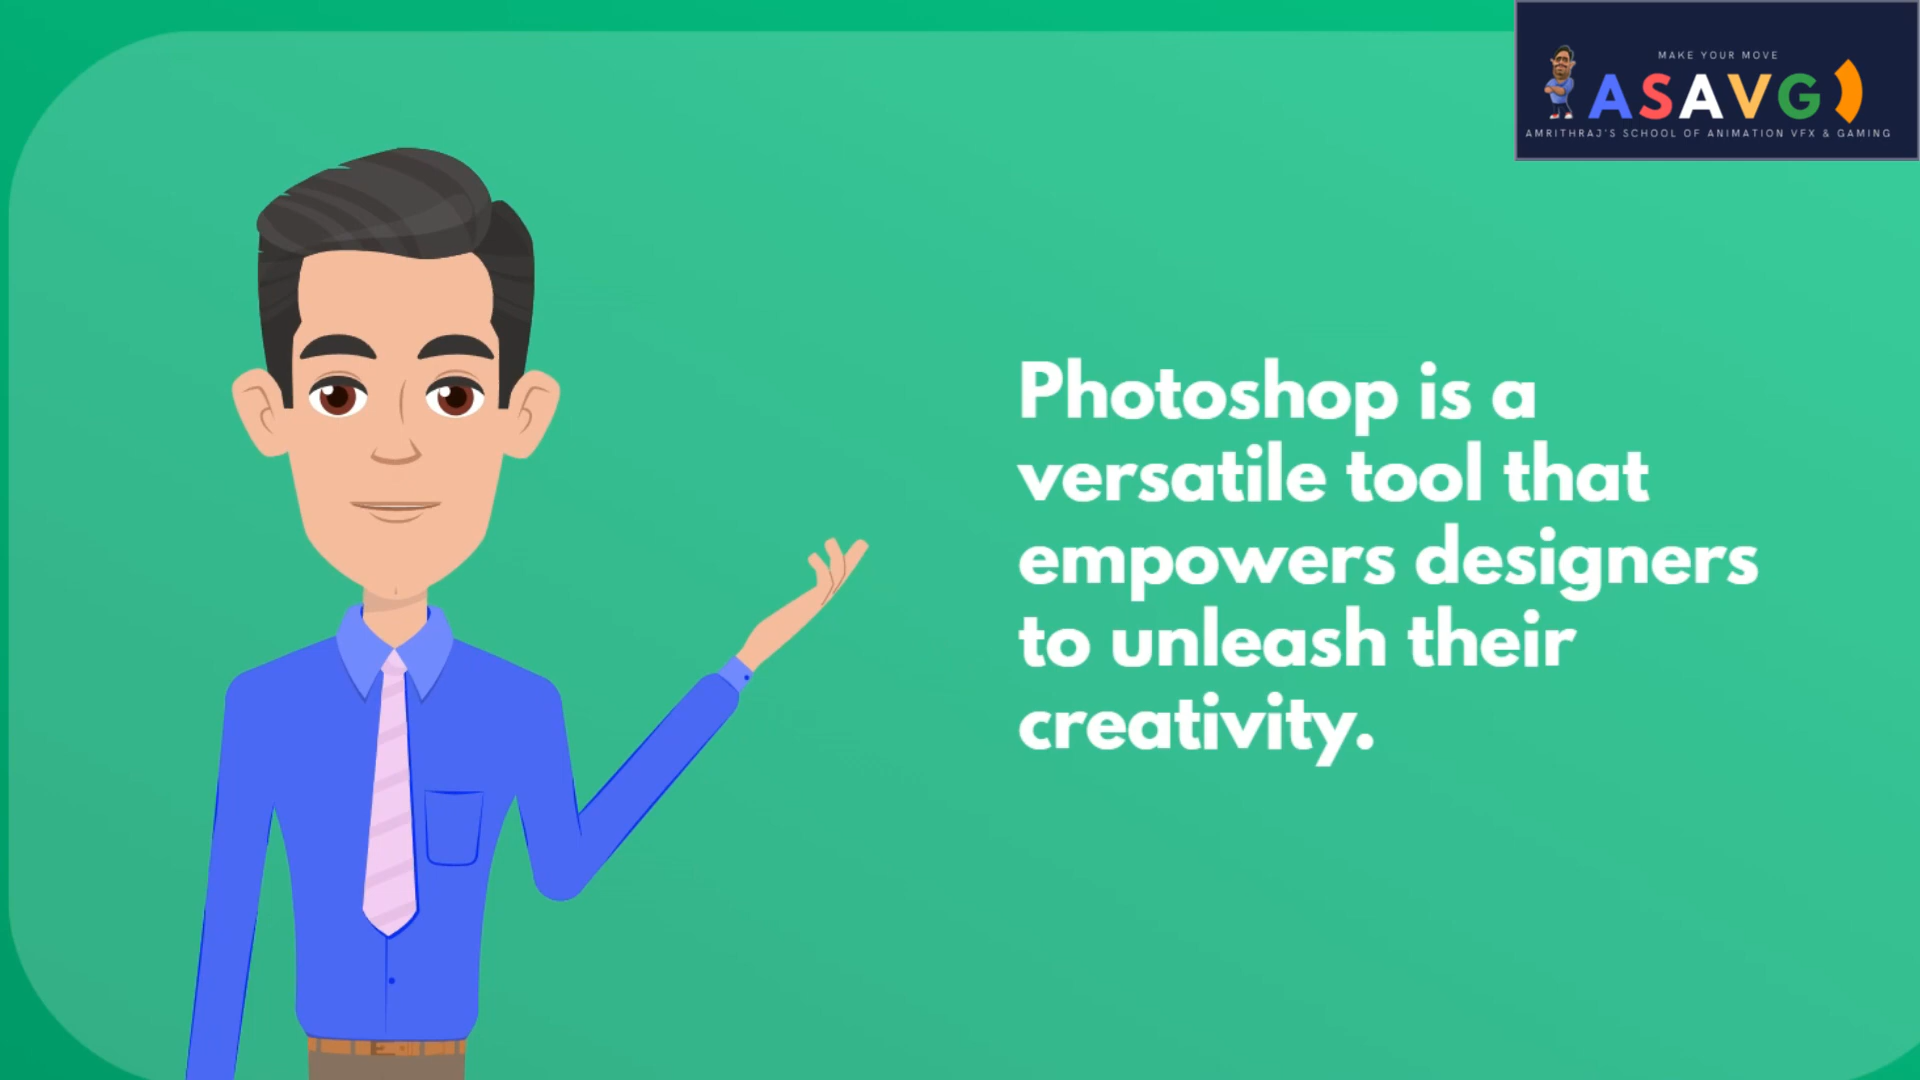 MAKE YOUR MOVE
ASAVG
AMRITHRAJ'S SCHOOL OF ANIMATION VFX & GAMING
Photoshop is a
versatile tool that
empowers designers
to unleash their
creativity.